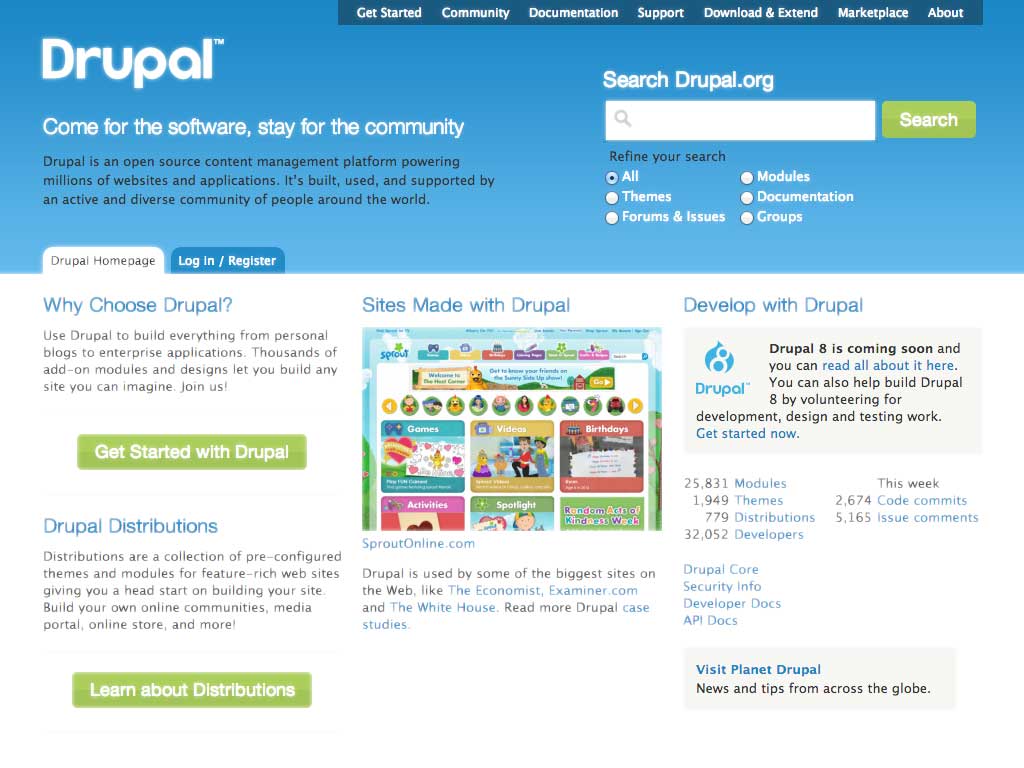 Get Started Community Documentation Support Download & Extend Marketplace About
Drupal™
Come for the software, stay for the community
Drupal is an open source content management platform powering
millions of websites and applications. It’s built, used, and supported by
an active and diverse community of people around the world.
Search Drupal.org
Search
Refine your search
All Modules
Themes Documentation
Forums & Issues Groups
Drupal Homepage Log in / Register
Why Choose Drupal?
Use Drupal to build everything from personal
blogs to enterprise applications. Thousands of
add-on modules and designs let you build any
site you can imagine. Join us!
Get Started with Drupal
Drupal Distributions
Distributions are a collection of pre-configured
themes and modules for feature-rich web sites
giving you a head start on building your site.
Build your own online communities, media
portal, online store, and more!
Learn about Distributions
Sites Made with Drupal
sprout
Welcome to
The Host Corner
Get to know your friends on
the Sunny Side Up show!
Go
Games Videos Birthdays
Activities Spotlight Random Acts of
Kindness Week
SproutOnline.com
Drupal is used by some of the biggest sites on
the Web, like The Economist, Examiner.com
and The White House. Read more Drupal case
studies.
Develop with Drupal
Drupal™
Drupal 8 is coming soon and
you can read all about it here.
You can also help build Drupal
8 by volunteering for
development, design and testing work.
Get started now.
25,831 Modules
1,949 Themes
779 Distributions
32,052 Developers
This week
2,674 Code commits
5,165 Issue comments
Drupal Core
Security Info
Developer Docs
API Docs
Visit Planet Drupal
News and tips from across the globe.